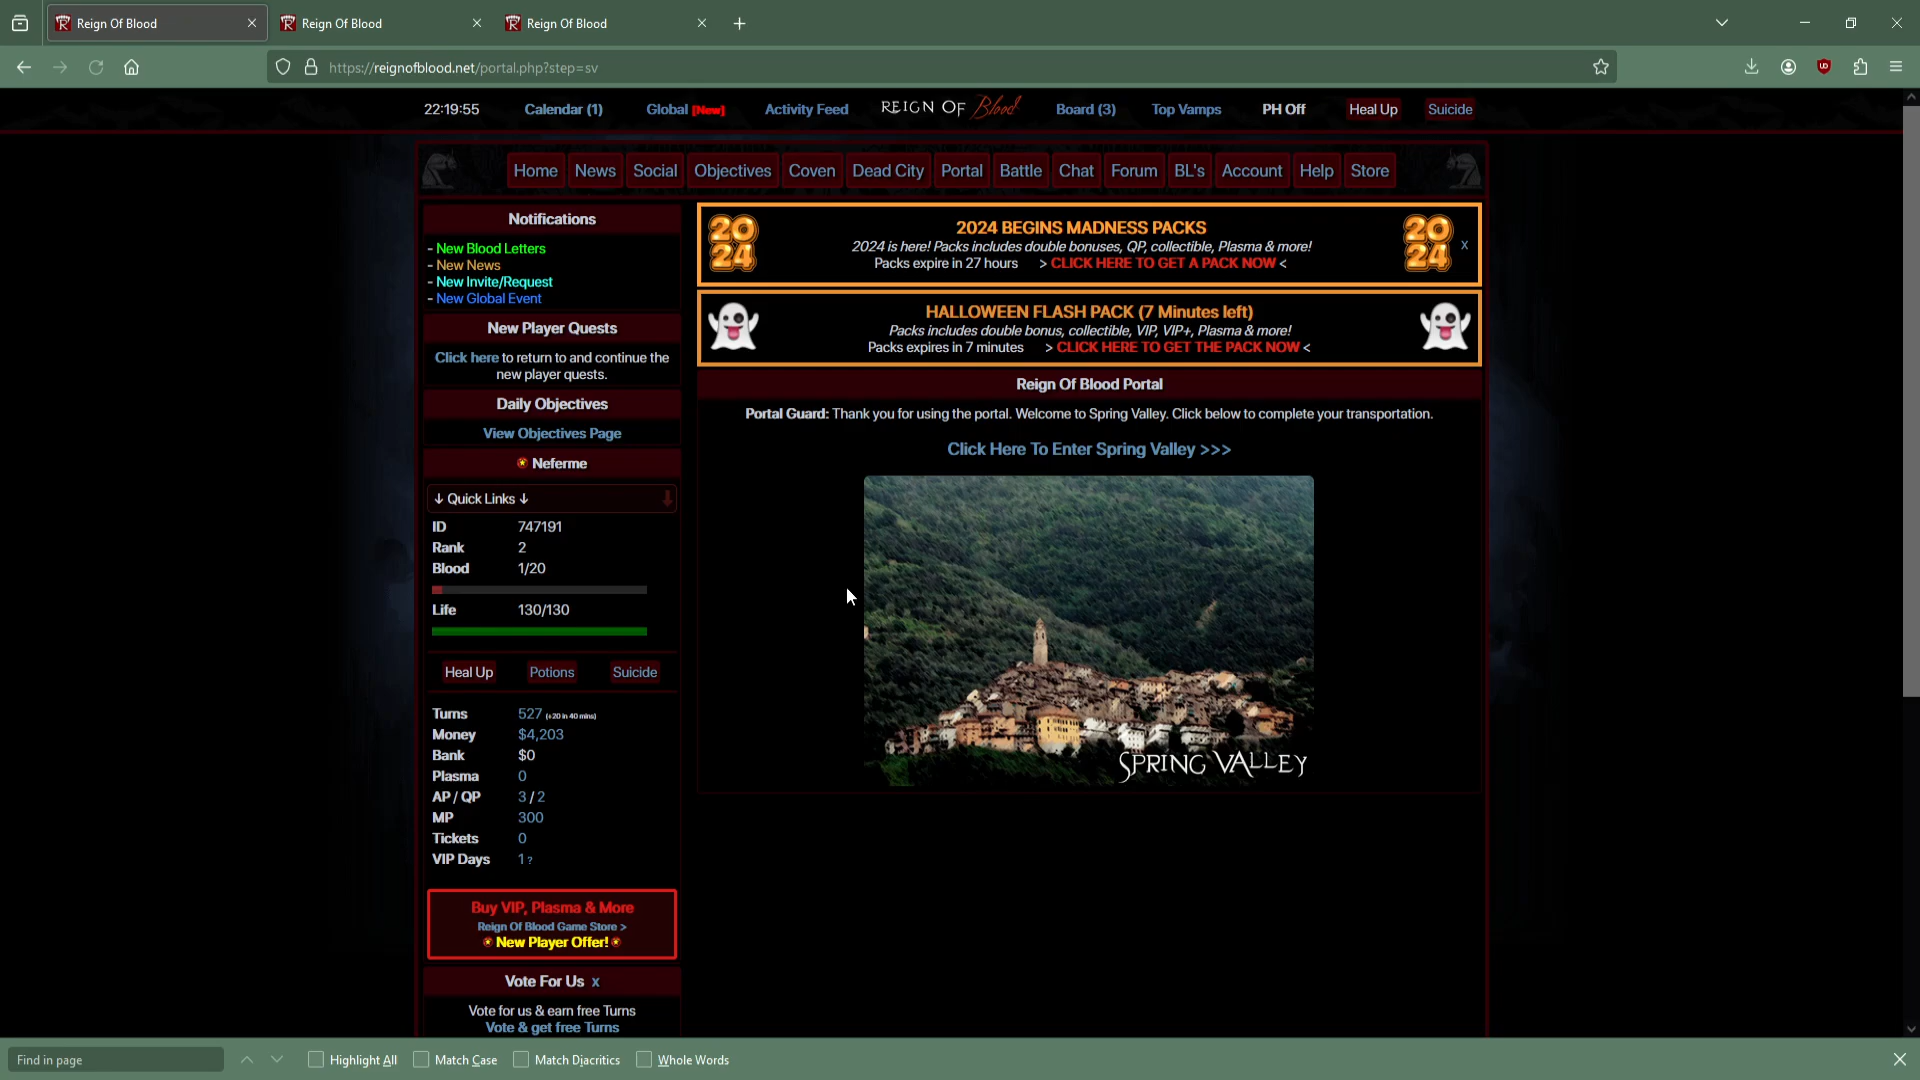 Reign Of Blood
Reign Of Blood
Reign Of Blood
https://reignofblood.net/portal.php?step=sv
22:19:55 Calendar (1) Global [New] Activity Feed REIGN OF Blood Board (3) Top Vamps PH Off Heal Up Suicide
Home News Social Objectives Coven Dead City Portal Battle Chat Forum BL's Account Help Store
Notifications
- New Blood Letters
- New News
- New Invite/Request
- New Global Event
New Player Quests
Click here to return to and continue the
new player quests.
Daily Objectives
View Objectives Page
Neferme
↓ Quick Links ↓
ID 747191
Rank 2
Blood 1/20
Life 130/130
Heal Up Potions Suicide
Turns 527 (+20 in 40 mins)
Money $4,203
Bank $0
Plasma 0
AP / QP 3 / 2
MP 300
Tickets 0
VIP Days 1 ?
Buy VIP, Plasma & More
Reign Of Blood Game Store >
New Player Offer!
Vote For Us x
Vote for us & earn free Turns
Vote & get free Turns
2024
2024 BEGINS MADNESS PACKS
2024 is here! Packs includes double bonuses, QP, collectible, Plasma & more!
Packs expire in 27 hours > CLICK HERE TO GET A PACK NOW <
2024
x
HALLOWEEN FLASH PACK (7 Minutes left)
Packs includes double bonus, collectible, VIP, VIP+, Plasma & more!
Packs expires in 7 minutes > CLICK HERE TO GET THE PACK NOW <
Reign Of Blood Portal
Portal Guard: Thank you for using the portal. Welcome to Spring Valley. Click below to complete your transportation.
Click Here To Enter Spring Valley >>>
SPRING VALLEY
Find in page Highlight All Match Case Match Diacritics Whole Words